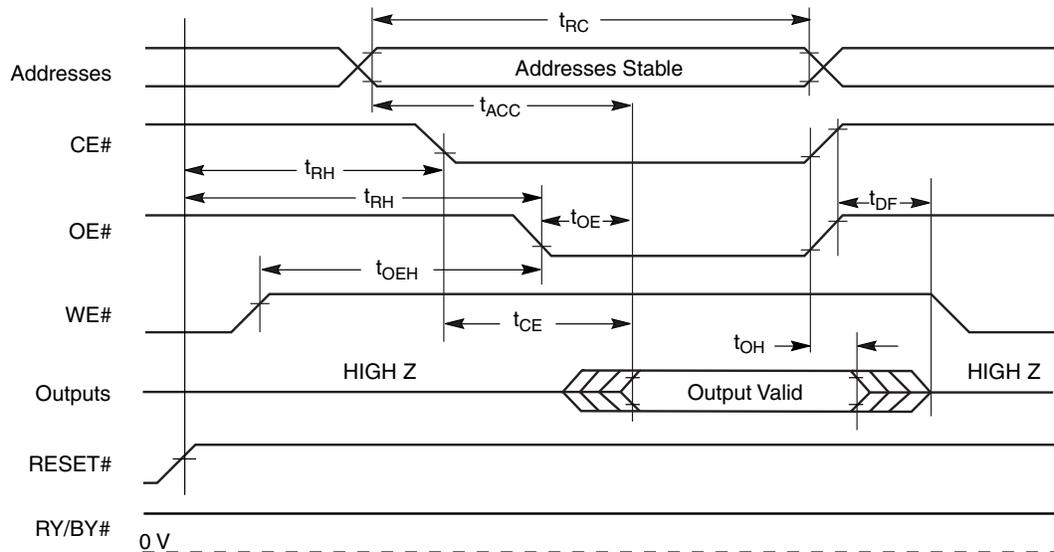 tRC
Addresses
Addresses Stable
tACC
CE#
tRH
tRH
tDF
OE#
tOE
tOEH
WE#
tCE
tOH
HIGH Z
HIGH Z
Outputs
Output Valid
RESET#
RY/BY#
0 V